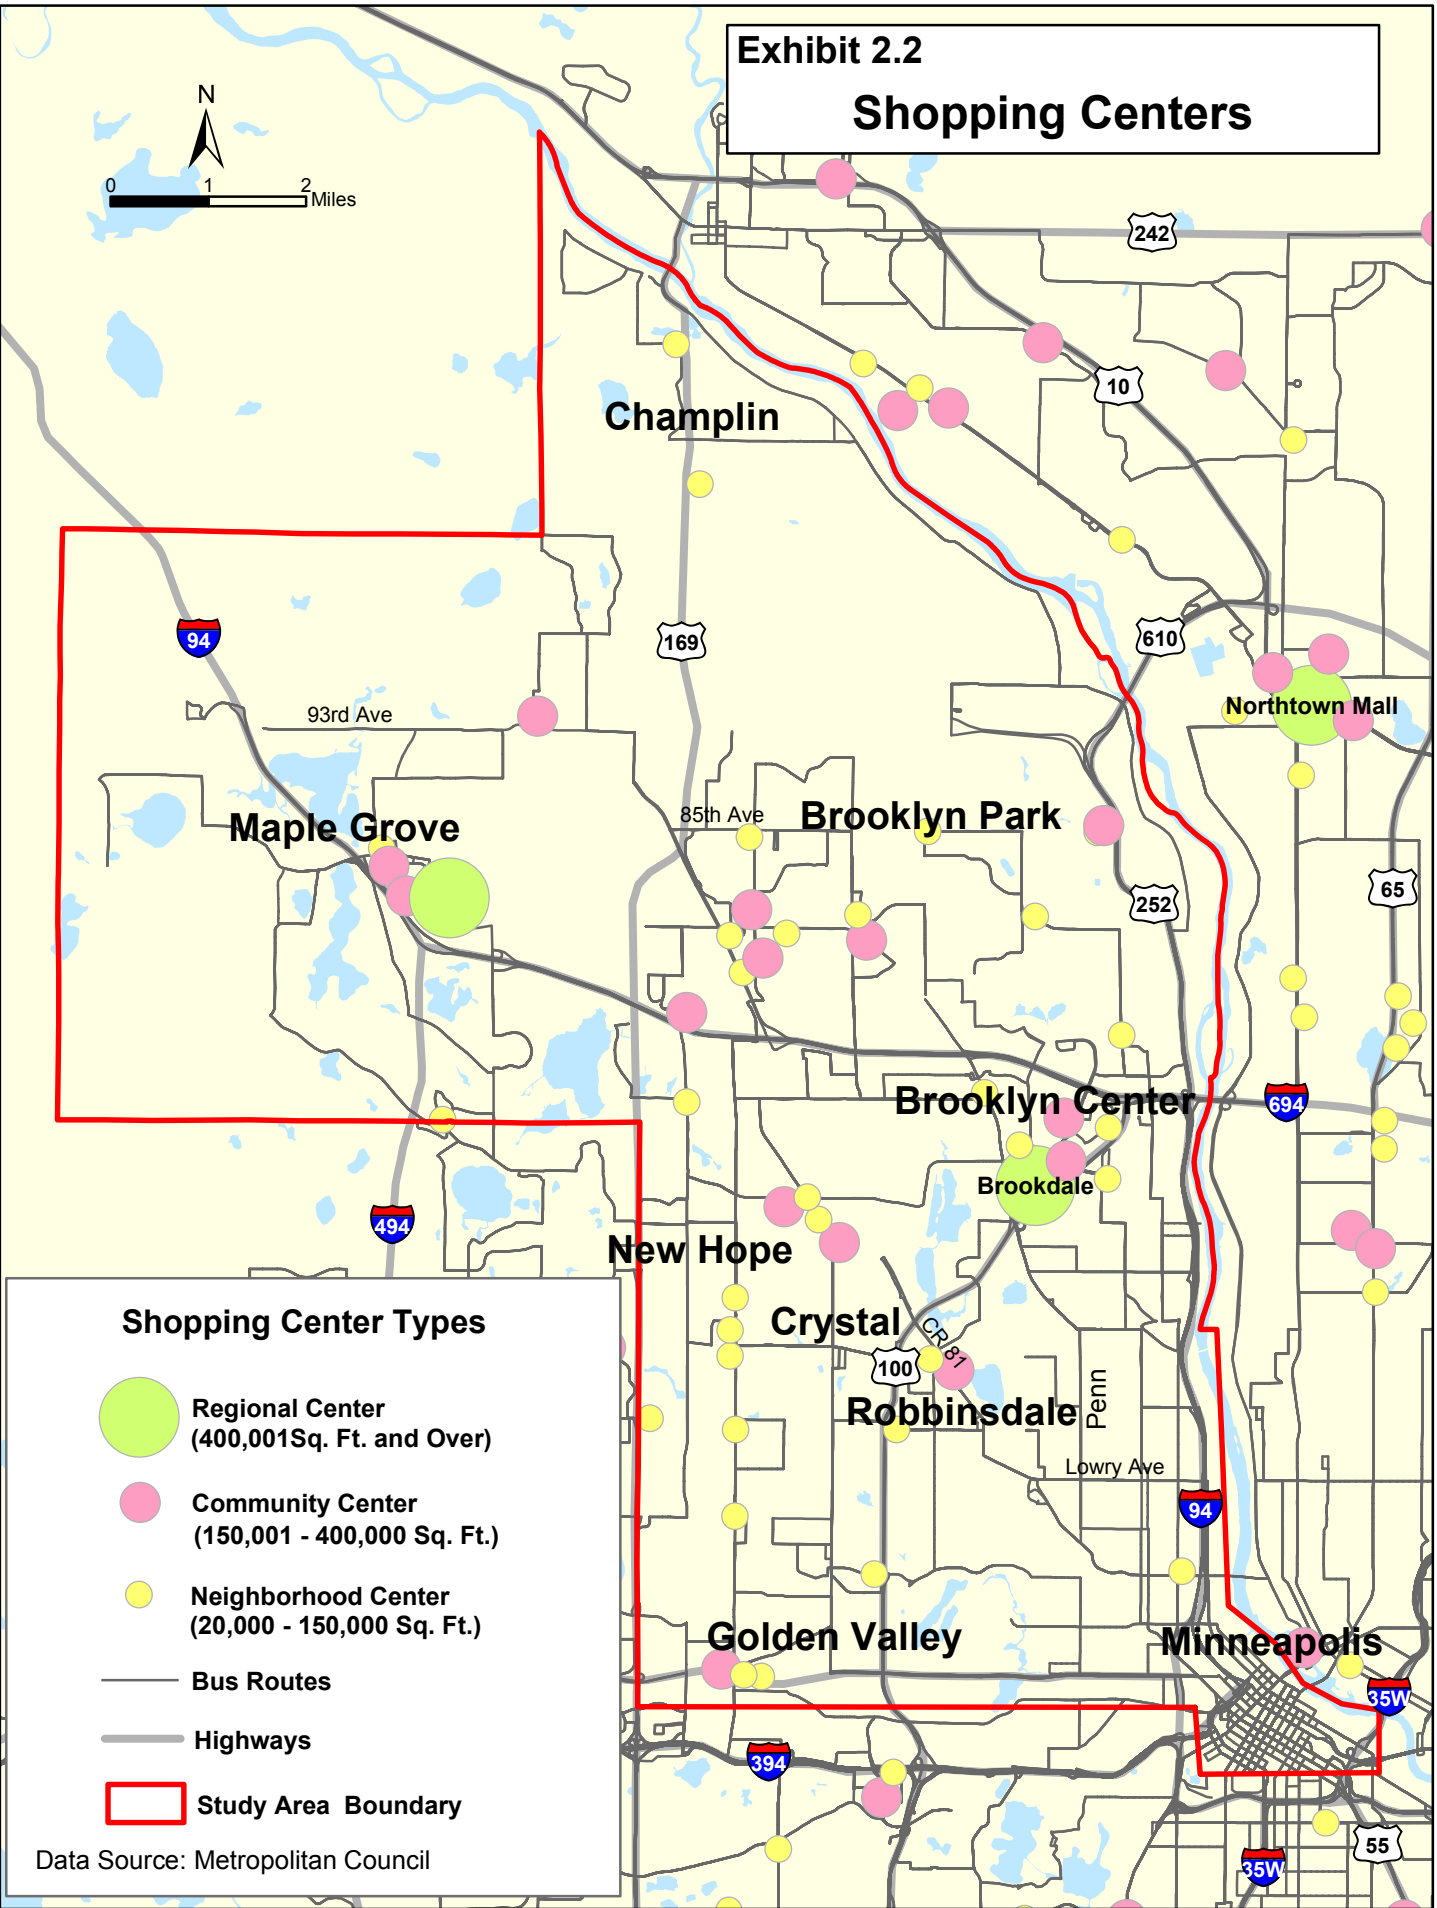 Exhibit 2.2
Shopping Centers
N
0 1 2
Miles
242
10
Champlin
94
169
610
93rd Ave
Northtown Mall
85th Ave
Brooklyn Park
Maple Grove
65
252
Brooklyn Center
694
Brookdale
494
New Hope
Crystal
CR 81
100
Penn
Robbinsdale
Lowry Ave
94
Golden Valley
Minneapolis
35W
394
55
35W
Shopping Center Types
Regional Center
(400,001Sq. Ft. and Over)
Community Center
(150,001 - 400,000 Sq. Ft.)
Neighborhood Center
(20,000 - 150,000 Sq. Ft.)
Bus Routes
Highways
Study Area Boundary
Data Source: Metropolitan Council